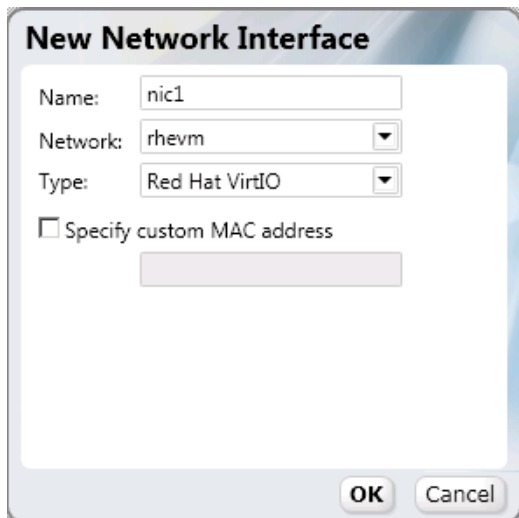 New Network Interface
Name: nic1
Network: rhevm
Type: Red Hat VirtIO
Specify custom MAC address
OK Cancel